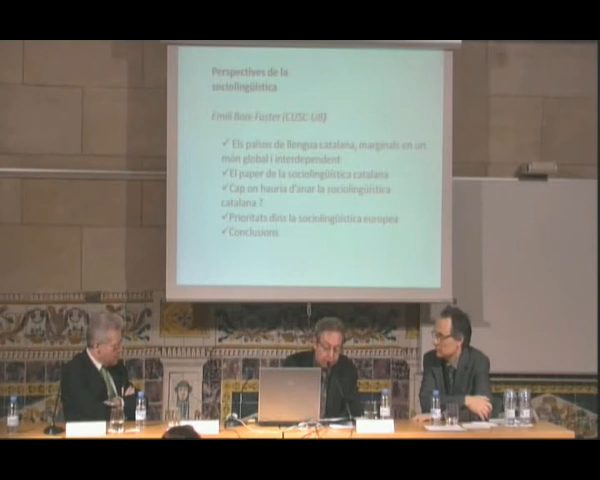 Perspectives de la
sociolingüística
Emili Boix-Fuster (CUSC-UB)
✓ Els països de llengua catalana, marginals en un
món global i interdependent
✓El paper de la sociolingüística catalana
✓Cap on hauria d'anar la sociolingüística
catalana ?
✓Prioritats dins la sociolingüística europea
✓Conclusions